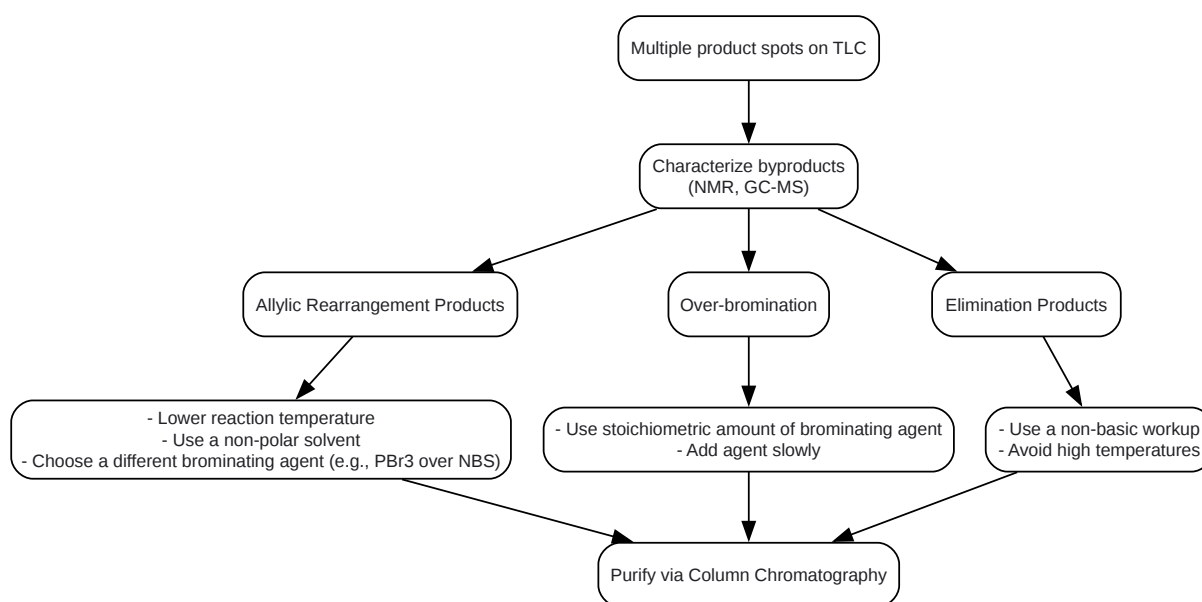 Multiple product spots on TLC
Characterize byproducts
(NMR, GC-MS)
Allylic Rearrangement Products
Over-bromination
Elimination Products
- Lower reaction temperature
- Use a non-polar solvent
- Choose a different brominating agent (e.g., PBr3 over NBS)
- Use stoichiometric amount of brominating agent
- Add agent slowly
- Use a non-basic workup
- Avoid high temperatures
Purify via Column Chromatography